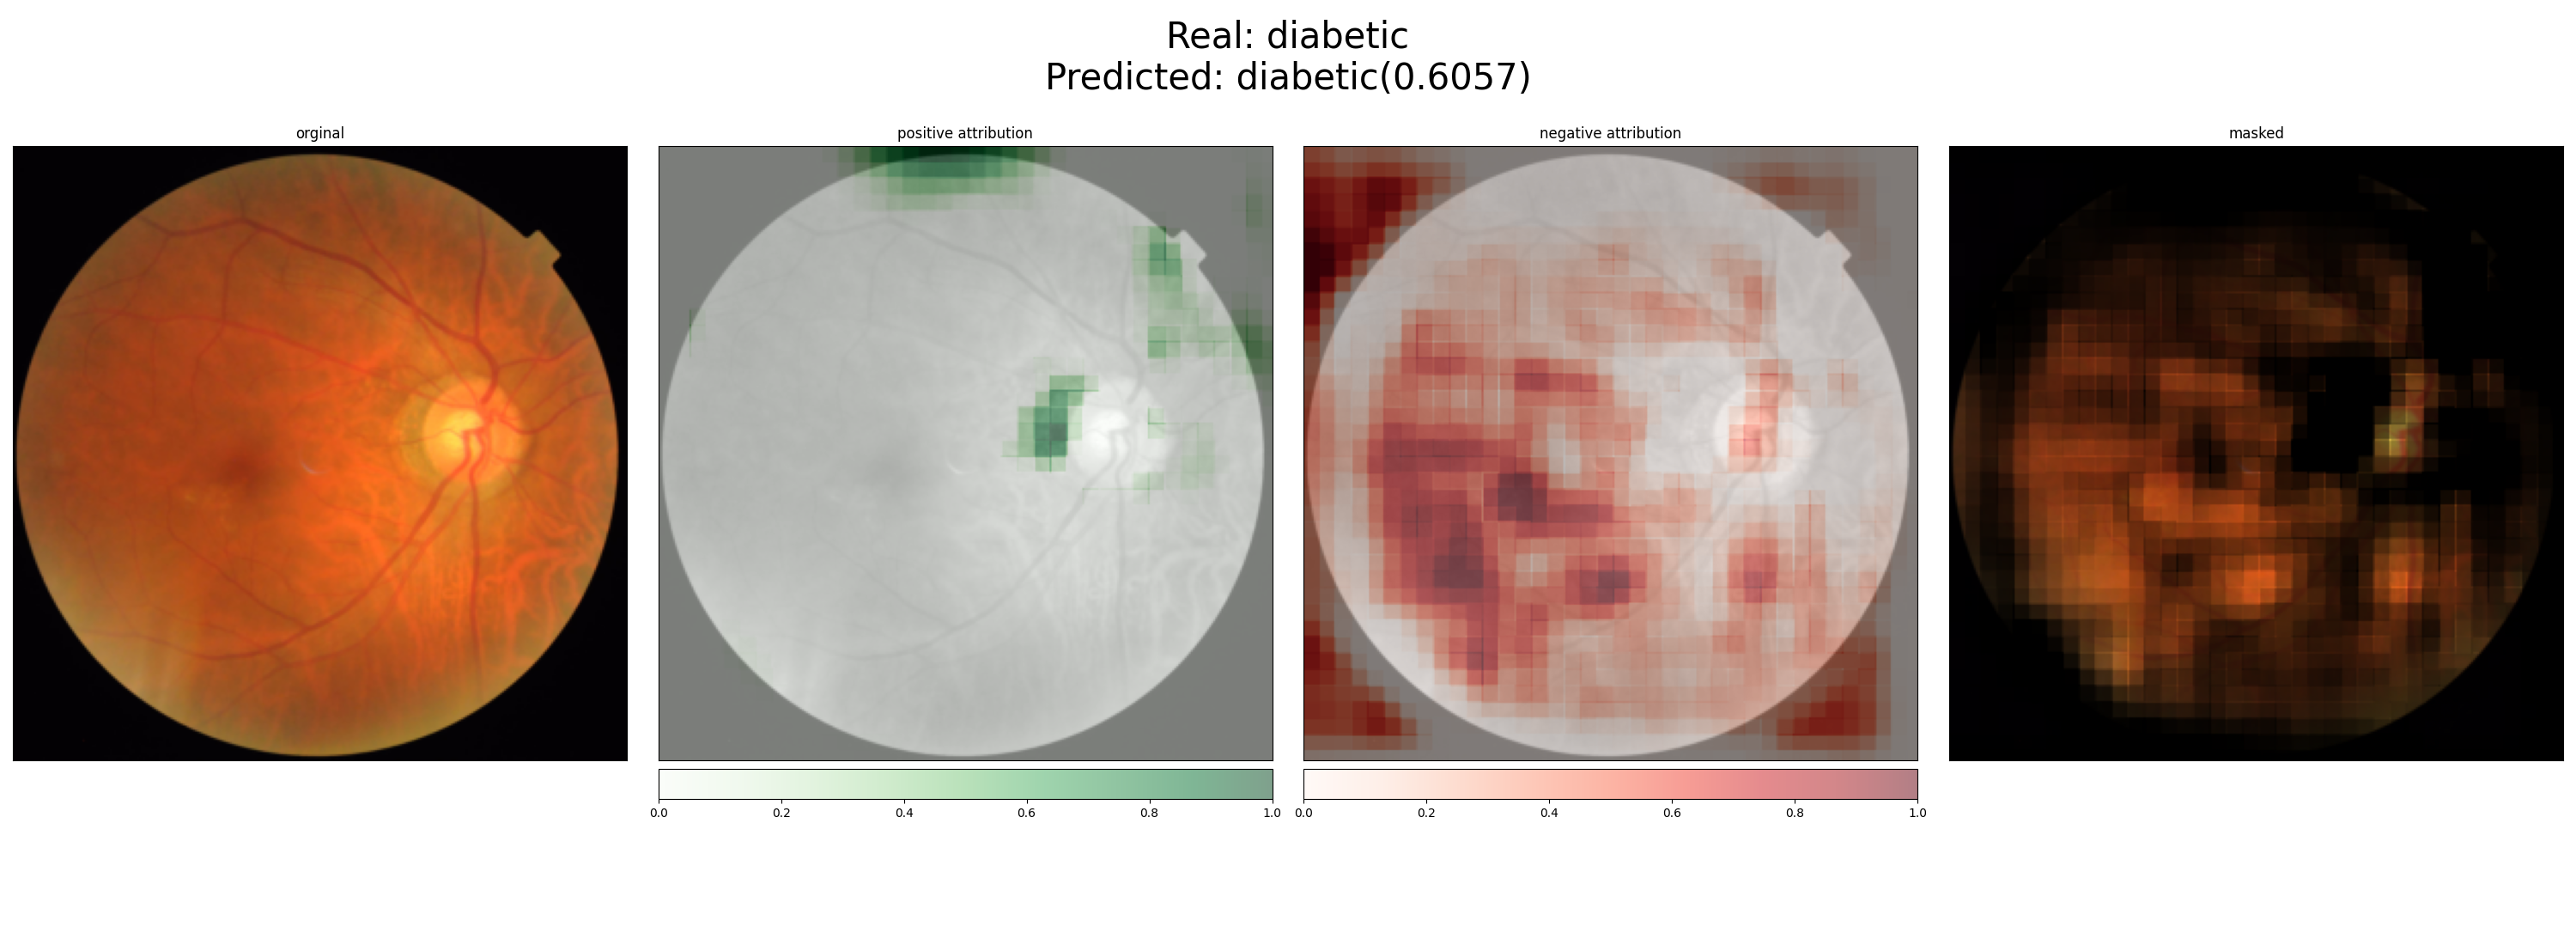 Real: diabetic
Predicted: diabetic(0.6057)
orginal
positive attribution
negative attribution
masked
0.0 0.2 0.4 0.6 0.8 1.0
0.0 0.2 0.4 0.6 0.8 1.0